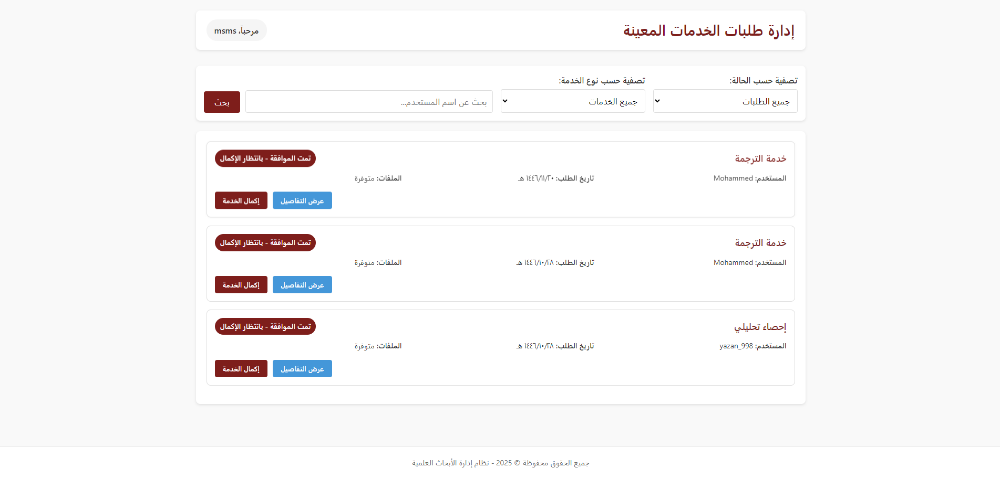 إدارة طلبات الخدمات المعينة
مرحباً، msms
تصفية حسب الحالة:
تصفية حسب نوع الخدمة:
جميع الطلبات
جميع الخدمات
بحث عن اسم المستخدم...
بحث
خدمة الترجمة
تمت الموافقة - بانتظار الإكمال
المستخدم: Mohammed
تاريخ الطلب: ١٤٤٦/١١/٢٠ هـ
الملفات: متوفرة
عرض التفاصيل
إكمال الخدمة
خدمة الترجمة
تمت الموافقة - بانتظار الإكمال
المستخدم: Mohammed
تاريخ الطلب: ١٤٤٦/١٠/٢٨ هـ
الملفات: متوفرة
عرض التفاصيل
إكمال الخدمة
إحصاء تحليلي
تمت الموافقة - بانتظار الإكمال
المستخدم: yazan_998
تاريخ الطلب: ١٤٤٦/١٠/٢٨ هـ
الملفات: متوفرة
عرض التفاصيل
إكمال الخدمة
جميع الحقوق محفوظة © 2025 - نظام إدارة الأبحاث العلمية